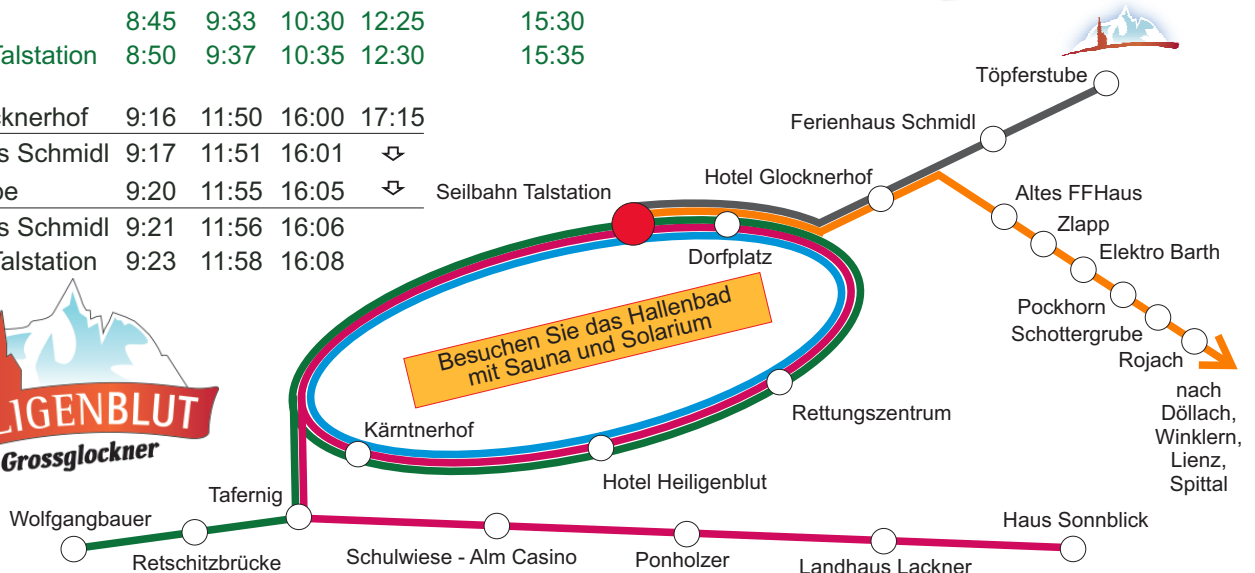 8:45 9:33 10:30 12:25 15:30
Talstation 8:50 9:37 10:35 12:30 15:35
cknerhof 9:16 11:50 16:00 17:15
s Schmidl 9:17 11:51 16:01
be 9:20 11:55 16:05
s Schmidl 9:21 11:56 16:06
Talstation 9:23 11:58 16:08
LIGENBLUT
Grossglockner
Töpferstube
Ferienhaus Schmidl
Hotel Glocknerhof
Seilbahn Talstation
Dorfplatz
Altes FFHaus
Zlapp
Elektro Barth
Pockhorn
Schottergrube
Rojach
nach
Döllach,
Winklern,
Lienz,
Spittal
Besuchen Sie das Hallenbad
mit Sauna und Solarium
Rettungszentrum
Kärntnerhof
Hotel Heiligenblut
Tafernig
Wolfgangbauer
Retschitzbrücke
Schulwiese - Alm Casino
Ponholzer
Landhaus Lackner
Haus Sonnblick